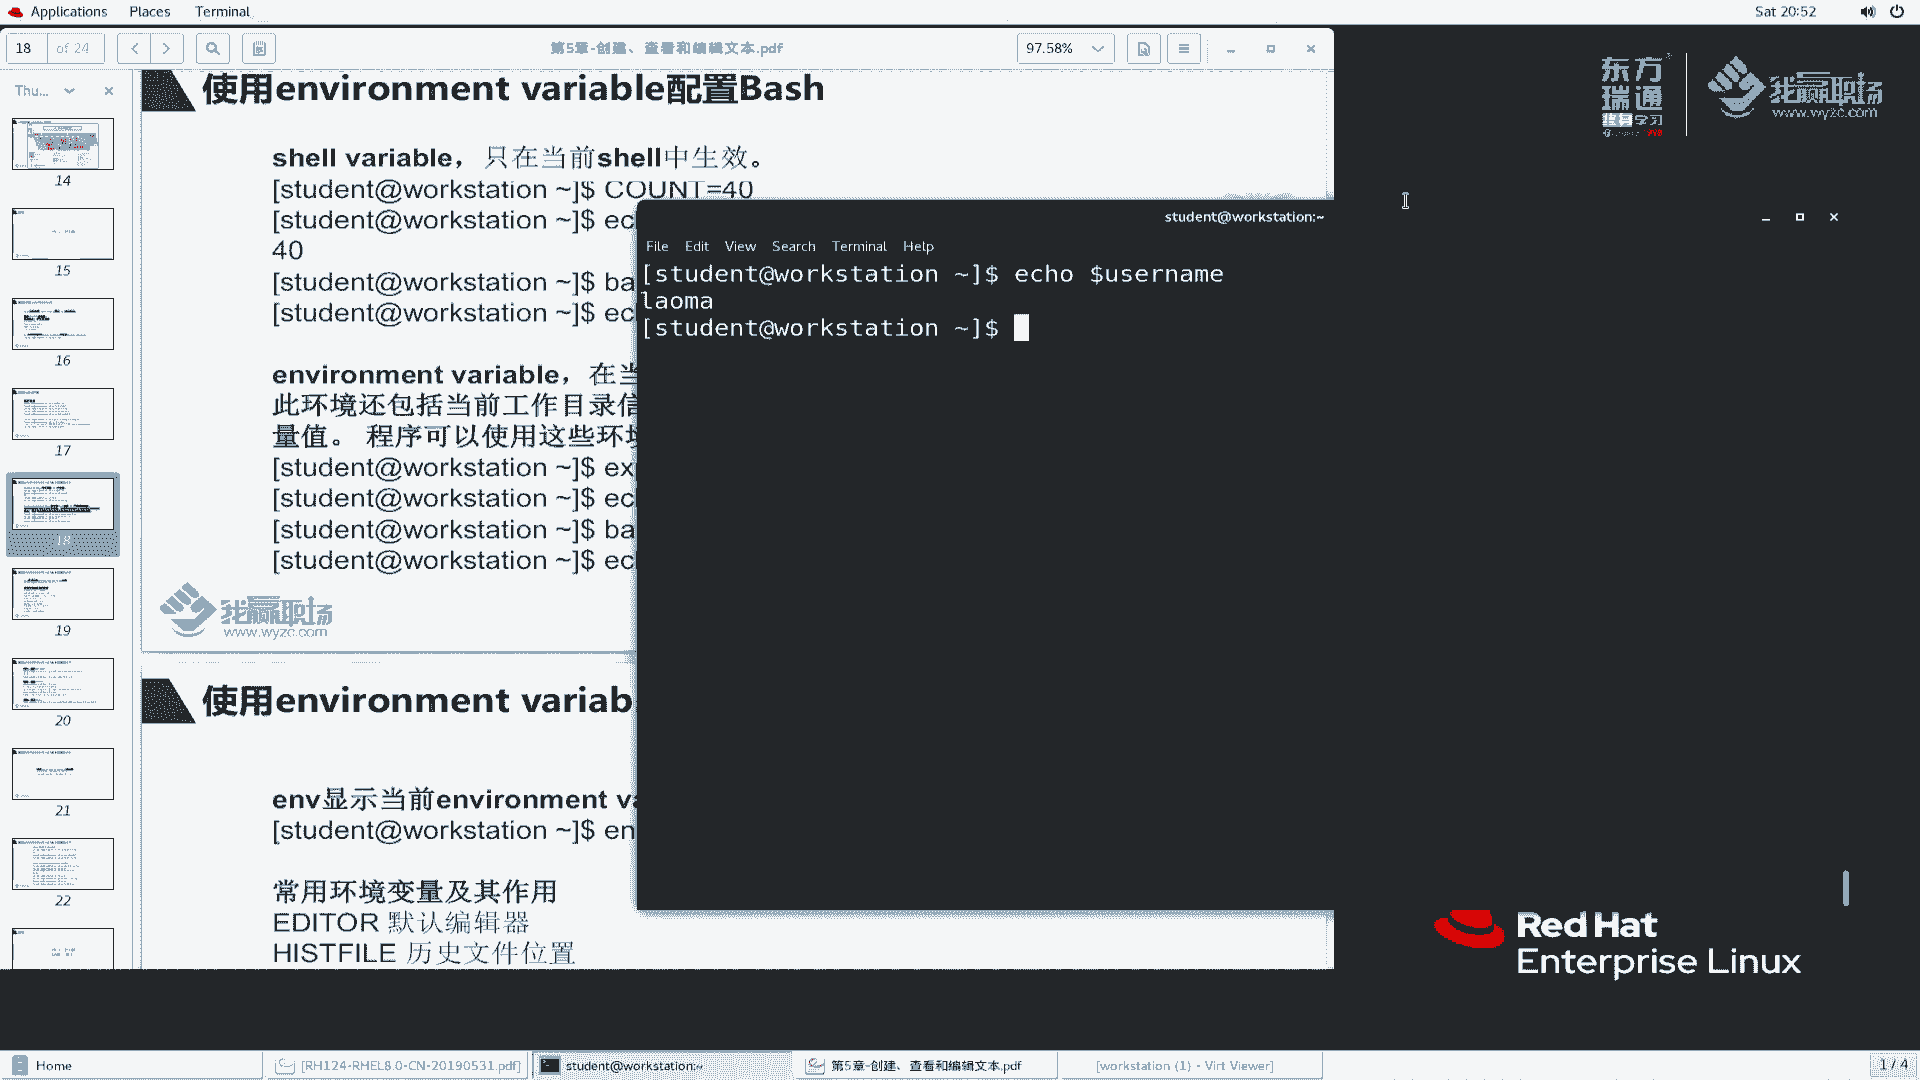 Applications Places Terminal Sat 20:52
18 of 24 第5章-创建、查看和编辑文本.pdf 97.58%
Thu...
14
15
16
17
18
19
20
21
22
使用environment variable配置Bash
shell variable，只在当前shell中生效。
[student@workstation ~]$ COUNT=40
[student@workstation ~]$ ec
40
[student@workstation ~]$ ba
[student@workstation ~]$ ec
environment variable，在当
此环境还包括当前工作目录信
量值。 程序可以使用这些环境
[student@workstation ~]$ ex
[student@workstation ~]$ ec
[student@workstation ~]$ ba
[student@workstation ~]$ ec
我赢职场
www.wyzc.com
使用environment variab
env显示当前environment va
[student@workstation ~]$ en
常用环境变量及其作用
EDITOR 默认编辑器
HISTFILE 历史文件位置
student@workstation:~
File Edit View Search Terminal Help
[student@workstation ~]$ echo $username
laoma
[student@workstation ~]$
东方
瑞通
终身学习
我赢职场
www.wyzc.com
Red Hat
Enterprise Linux
Home [RH124-RHEL8.0-CN-20190531.pdf] student@workstation:~ 第5章-创建、查看和编辑文本.pdf [workstation (1) - Virt Viewer] 1 / 4